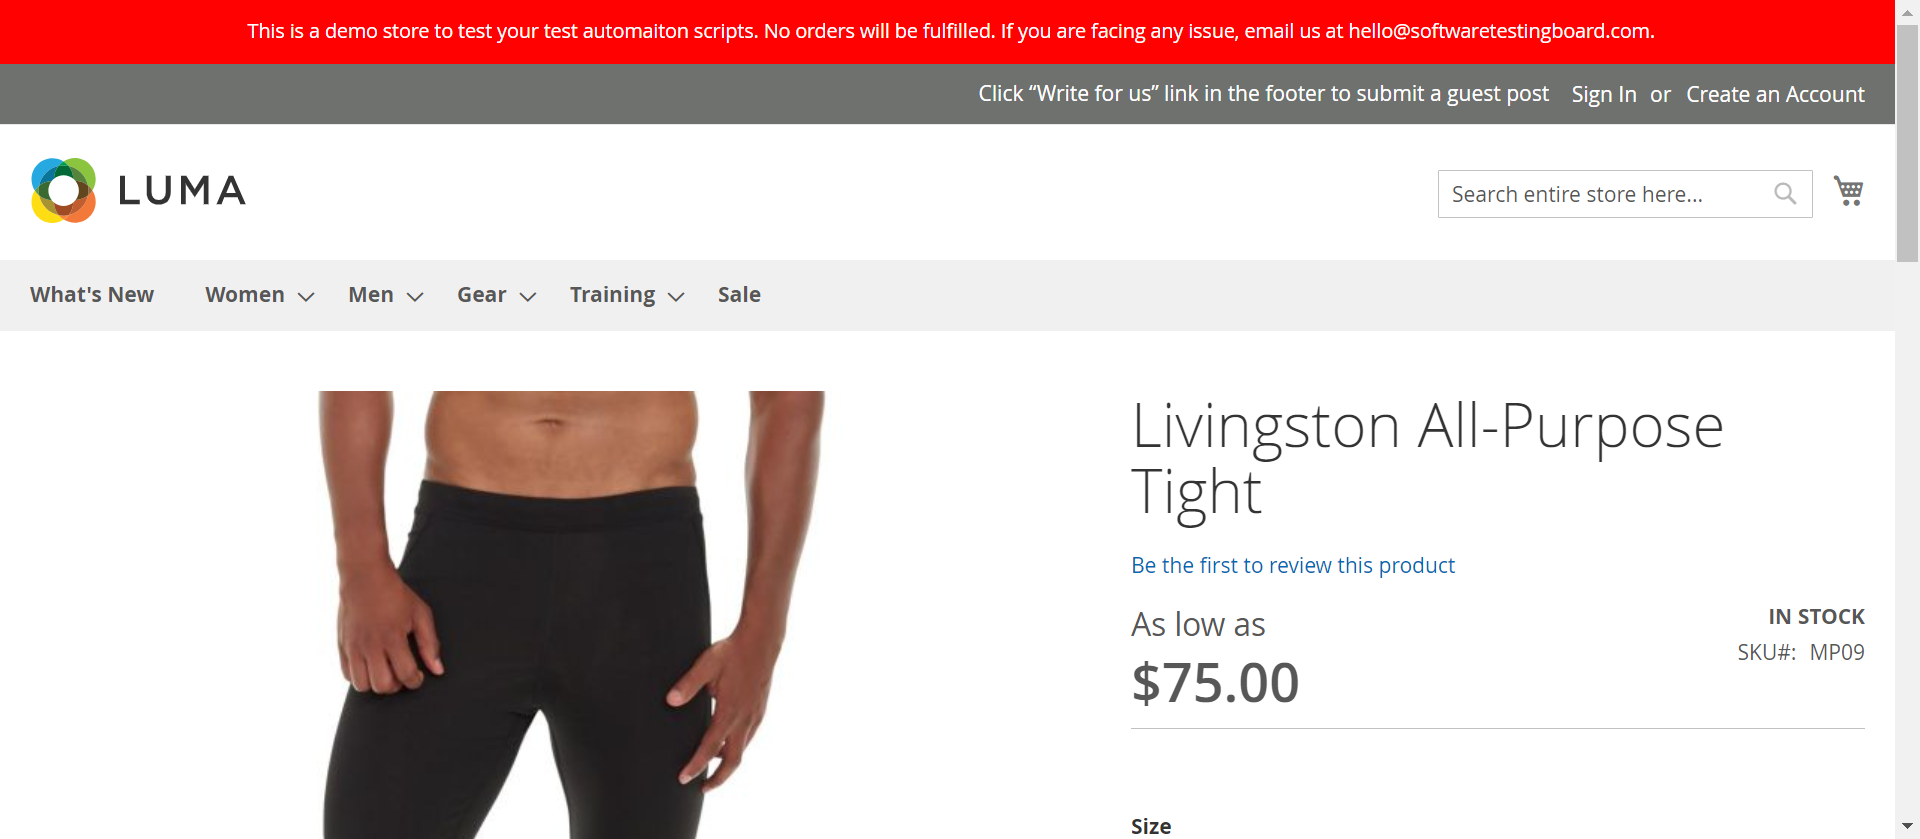 This is a demo store to test your test automaiton scripts. No orders will be fulfilled. If you are facing any issue, email us at hello@softwaretestingboard.com.
Click “Write for us” link in the footer to submit a guest post Sign In or Create an Account
LUMA
Search entire store here...
What's New Women Men Gear Training Sale
Livingston All-Purpose
Tight
Be the first to review this product
As low as
$75.00
IN STOCK
SKU#: MP09
Size